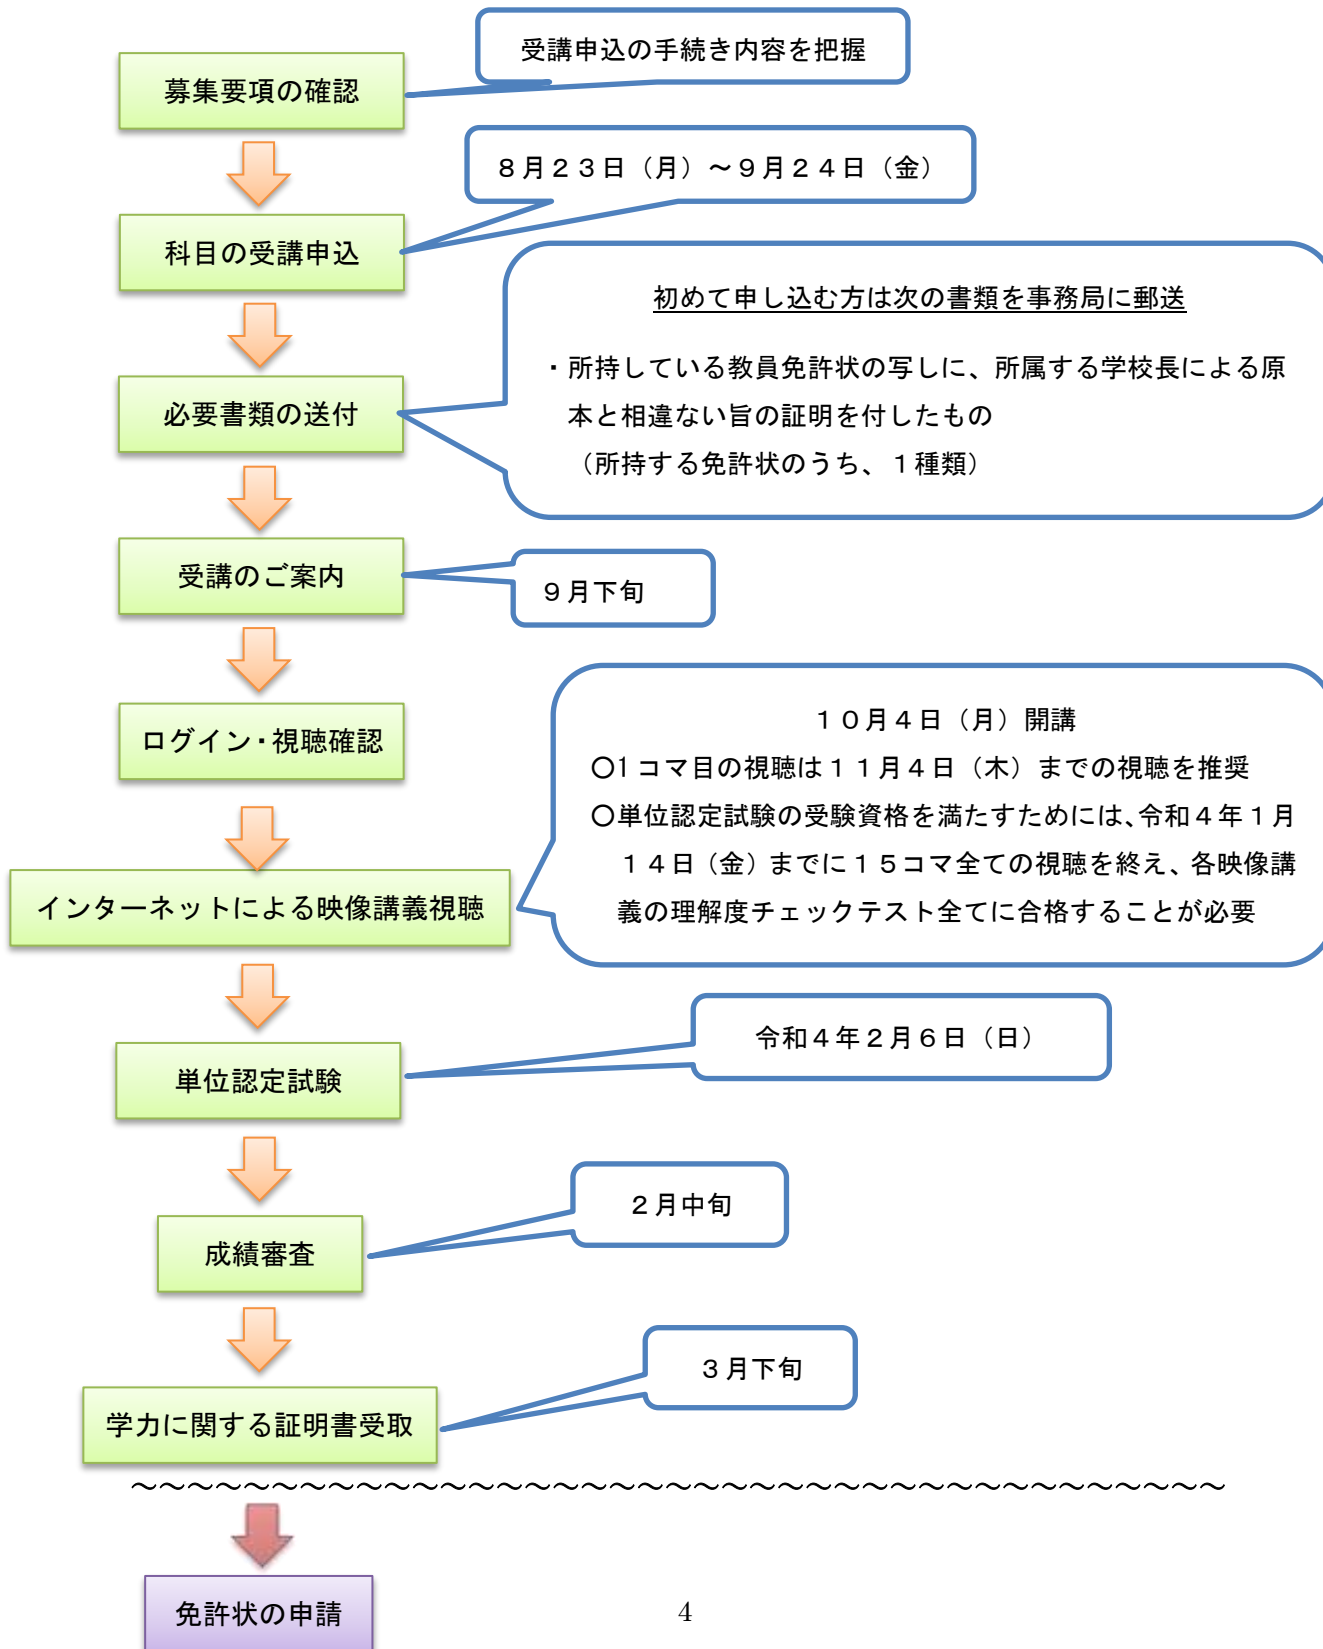 受講申込の手続き内容を把握
募集要項の確認
８月２３日（月）～９月２４日（金）
科目の受講申込
初めて申し込む方は次の書類を事務局に郵送
・所持している教員免許状の写しに、所属する学校長による原
本と相違ない旨の証明を付したもの
（所持する免許状のうち、１種類）
必要書類の送付
受講のご案内
９月下旬
ログイン・視聴確認
１０月４日（月）開講
〇1コマ目の視聴は１１月４日（木）までの視聴を推奨
〇単位認定試験の受験資格を満たすためには、令和４年１月
１４日（金）までに１５コマ全ての視聴を終え、各映像講
義の理解度チェックテスト全てに合格することが必要
インターネットによる映像講義視聴
令和４年２月６日（日）
単位認定試験
２月中旬
成績審査
３月下旬
学力に関する証明書受取
～～～～～～～～～～～～～～～～～～～～～～～～～～～～～～～～～～～～～～～
免許状の申請
4